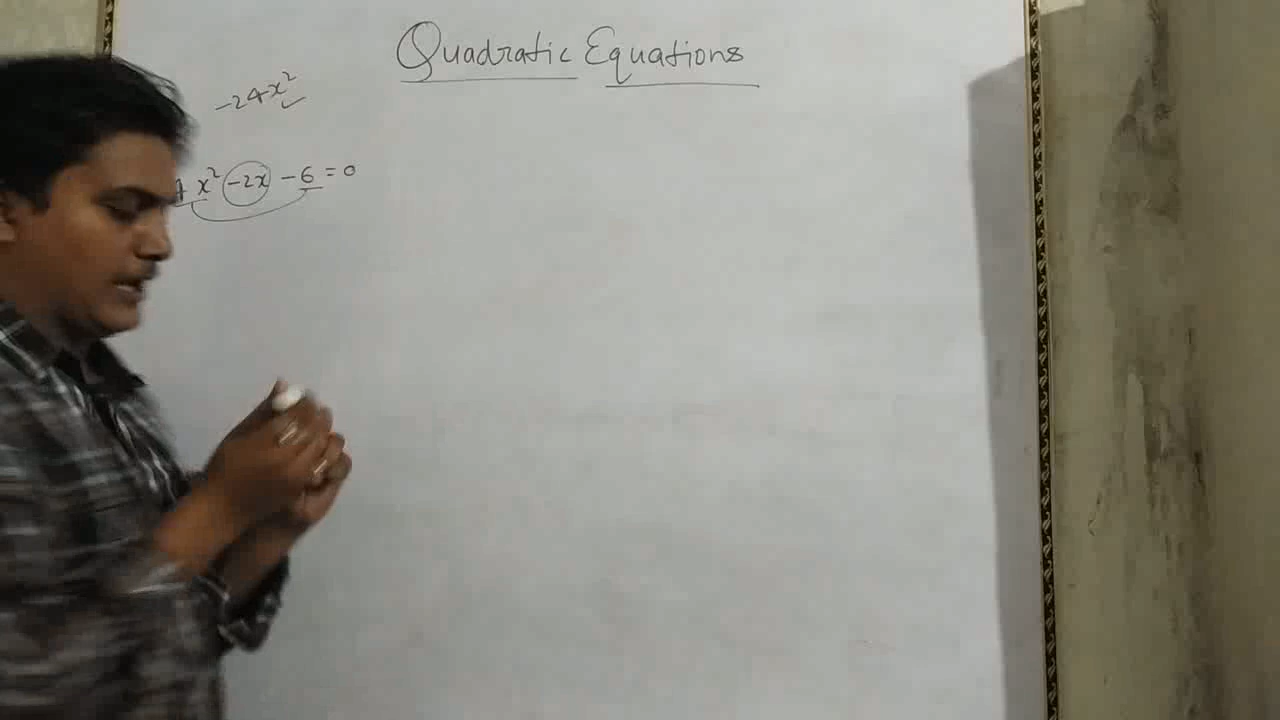 Quadratic Equations
-24x²
x² -2x - 6 = 0